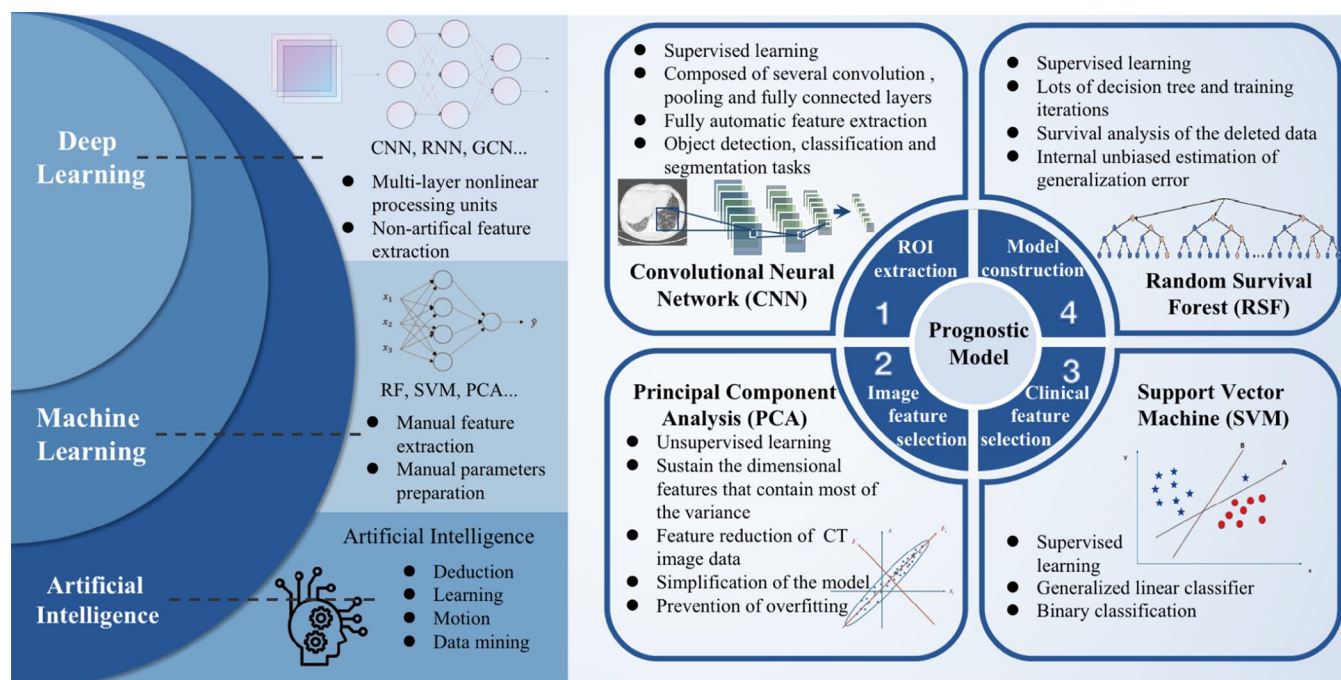 Deep
Learning
CNN, RNN, GCN...
● Multi-layer nonlinear
processing units
● Non-artifical feature
extraction
Machine
Learning
x₁
x₂
x₃
ŷ
RF, SVM, PCA...
● Manual feature
extraction
● Manual parameters
preparation
Artificial
Intelligence
Artificial Intelligence
● Deduction
● Learning
● Motion
● Data mining
● Supervised learning
● Composed of several convolution ,
pooling and fully connected layers
● Fully automatic feature extraction
● Object detection, classification and
segmentation tasks
Convolutional Neural
Network (CNN)
● Supervised learning
● Lots of decision tree and training
iterations
● Survival analysis of the deleted data
● Internal unbiased estimation of
generalization error
Random Survival
Forest (RSF)
ROI
extraction
1
Model
construction
4
Prognostic
Model
2
Image
feature
selection
3
Clinical
feature
selection
Principal Component
Analysis (PCA)
● Unsupervised learning
● Sustain the dimensional
features that contain most of
the variance
● Feature reduction of CT
image data
● Simplification of the model
● Prevention of overfitting
Support Vector
Machine (SVM)
Y
B
A
X
● Supervised
learning
● Generalized linear classifier
● Binary classification